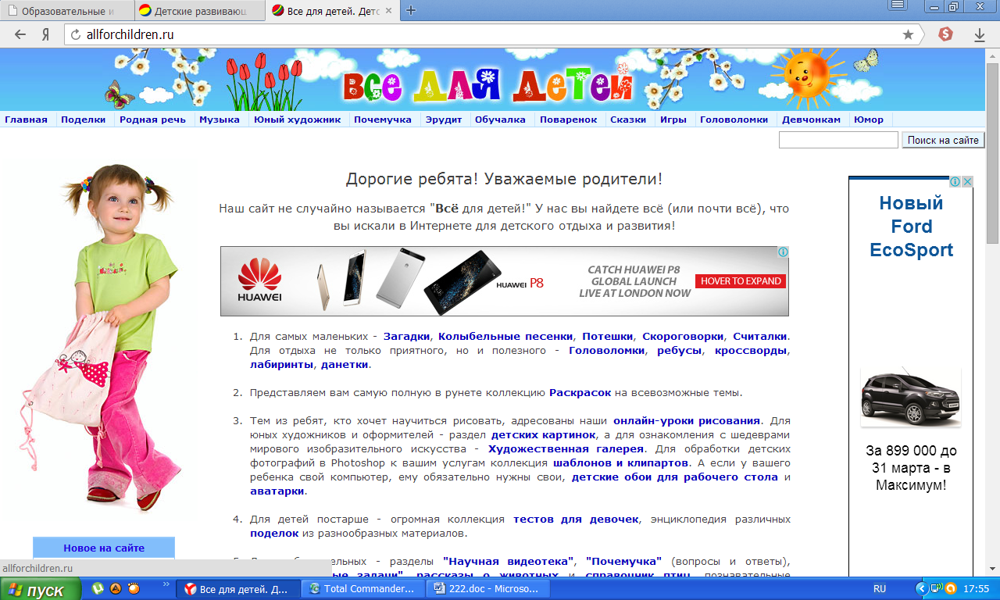 Образовательные и
Детские развивающ
Все для детей. Детс
Я
allforchildren.ru
ВСЕ ДЛЯ ДЕТЕЙ
Главная Поделки Родная речь Музыка Юный художник Почемучка Эрудит Обучалка Поваренок Сказки Игры Головоломки Девчонкам Юмор
Поиск на сайте
Дорогие ребята! Уважаемые родители!
Наш сайт не случайно называется "Всё для детей!" У нас вы найдете всё (или почти всё), что
вы искали в Интернете для детского отдыха и развития!
HUAWEI
HUAWEI P8
CATCH HUAWEI P8
GLOBAL LAUNCH
LIVE AT LONDON NOW
HOVER TO EXPAND
Новый
Ford
EcoSport
За 899 000 до
31 марта - в
Максимум!
1. Для самых маленьких - Загадки, Колыбельные песенки, Потешки, Скороговорки, Считалки.
Для отдыха не только приятного, но и полезного - Головоломки, ребусы, кроссворды,
лабиринты, данетки.
2. Представляем вам самую полную в рунете коллекцию Раскрасок на всевозможные темы.
3. Тем из ребят, кто хочет научиться рисовать, адресованы наши онлайн-уроки рисования. Для
юных художников и оформителей - раздел детских картинок, а для ознакомления с шедеврами
мирового изобразительного искусства - Художественная галерея. Для обработки детских
фотографий в Photoshop к вашим услугам коллекция шаблонов и клипартов. А если у вашего
ребенка свой компьютер, ему обязательно нужны свои, детские обои для рабочего стола и
аватарки.
4. Для детей постарше - огромная коллекция тестов для девочек, энциклопедия различных
поделок из разнообразных материалов.
разделы "Научная видеотека", "Почемучка" (вопросы и ответы),
задачи", рассказы о животных и справочник птиц, познавательные
Новое на сайте
allforchildren.ru
пуск
Все для детей. Д...
Total Commander...
222.doc - Microso...
RU
17:55